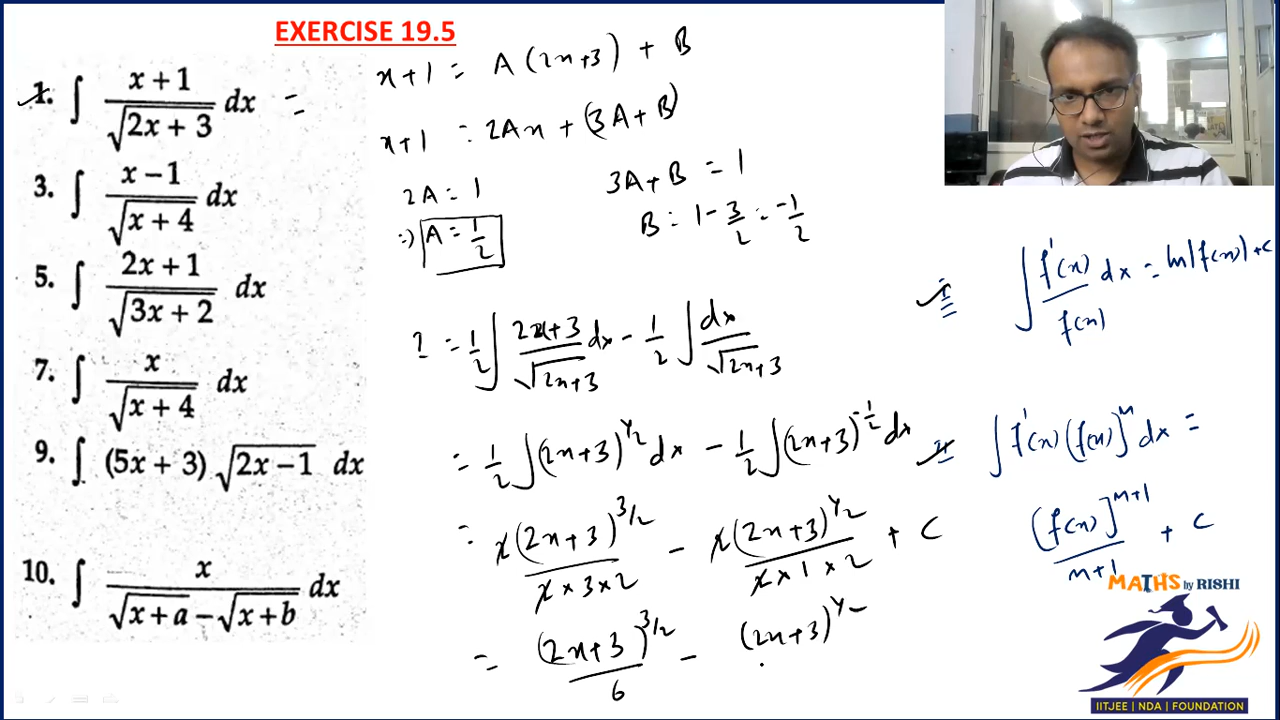 EXERCISE 19.5
1. ∫ (x + 1)/√(2x + 3) dx =
3. ∫ (x − 1)/√(x + 4) dx
5. ∫ (2x + 1)/√(3x + 2) dx
7. ∫ x/√(x + 4) dx
9. ∫ (5x + 3) √(2x − 1) dx
10. ∫ x/(√(x + a) − √(x + b)) dx
x+1 = A(2x+3) + B
x+1 = 2Ax + (3A+B)
2A = 1
3A+B = 1
⇒ A = 1/2
B = 1 - 3/2 = -1/2
I = 1/2 ∫ (2x+3)/√(2x+3) dx - 1/2 ∫ dx/√(2x+3)
= 1/2 ∫(2x+3)^(1/2) dx - 1/2 ∫(2x+3)^(-1/2) dx
= 2(2x+3)^(3/2)/(2×3×2) - 2(2x+3)^(1/2)/(2×1×2) + C
= (2x+3)^(3/2)/6 - (2x+3)^(1/2)
∫ f'(x)/f(x) dx = ln|f(x)| + C
∫ f'(x) (f(x))^n dx =
(f(x))^(n+1)/(n+1) + C
MATHS by RISHI
IITJEE | NDA | FOUNDATION